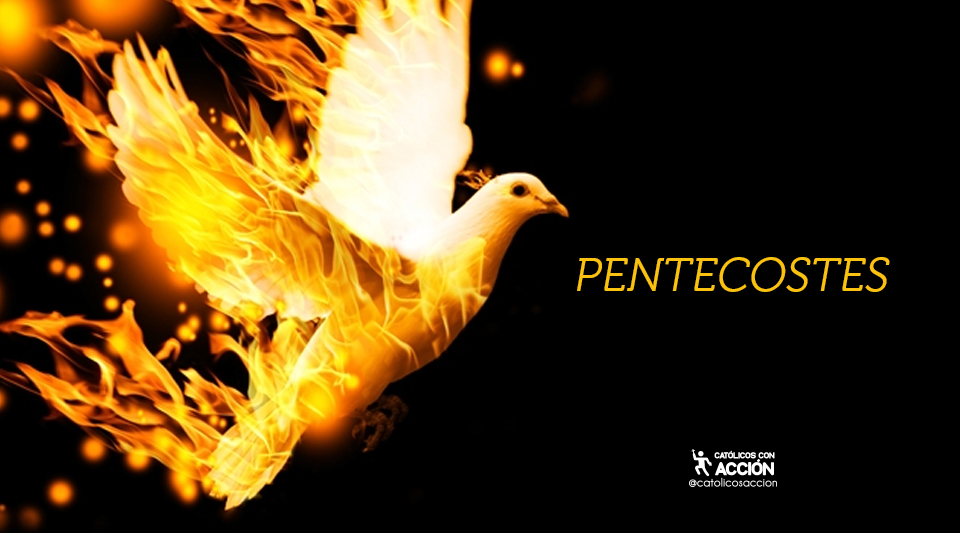 PENTECOSTES
CATÓLICOS CON
ACCIÓN
@catolicosaccion